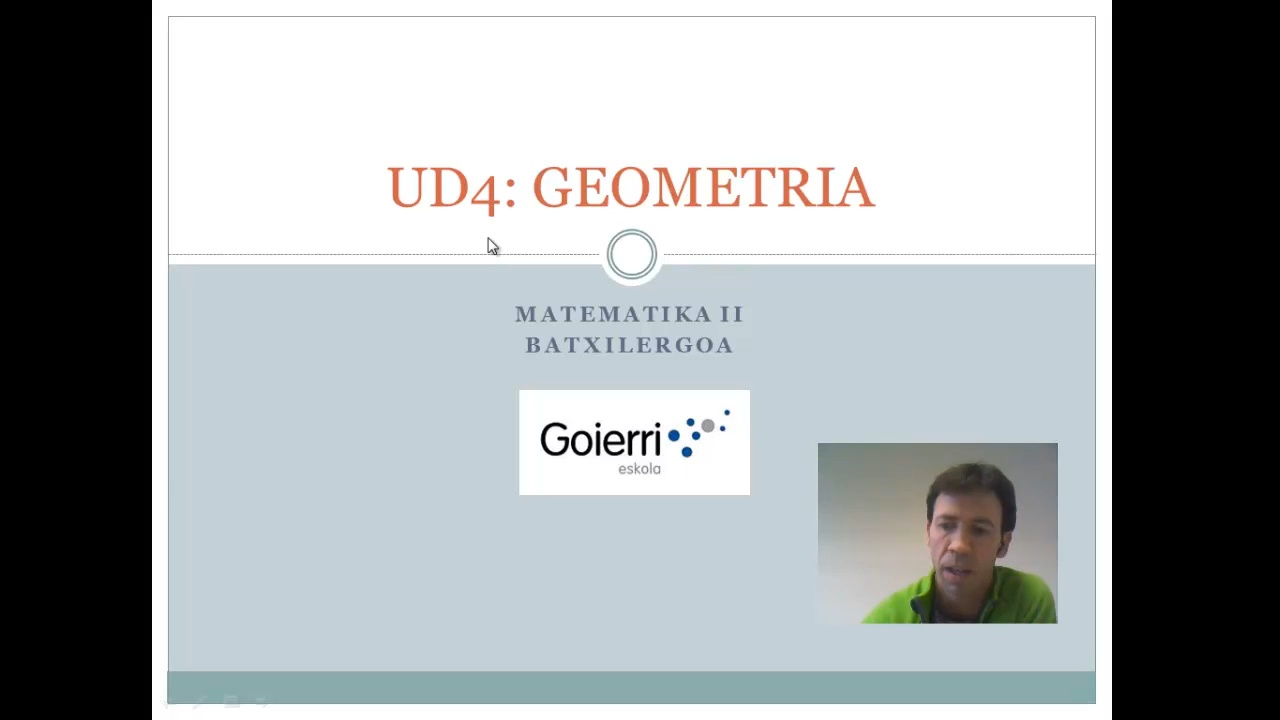 UD4: GEOMETRIA
MATEMATIKA II
BATXILERGOA
Goierri
eskola